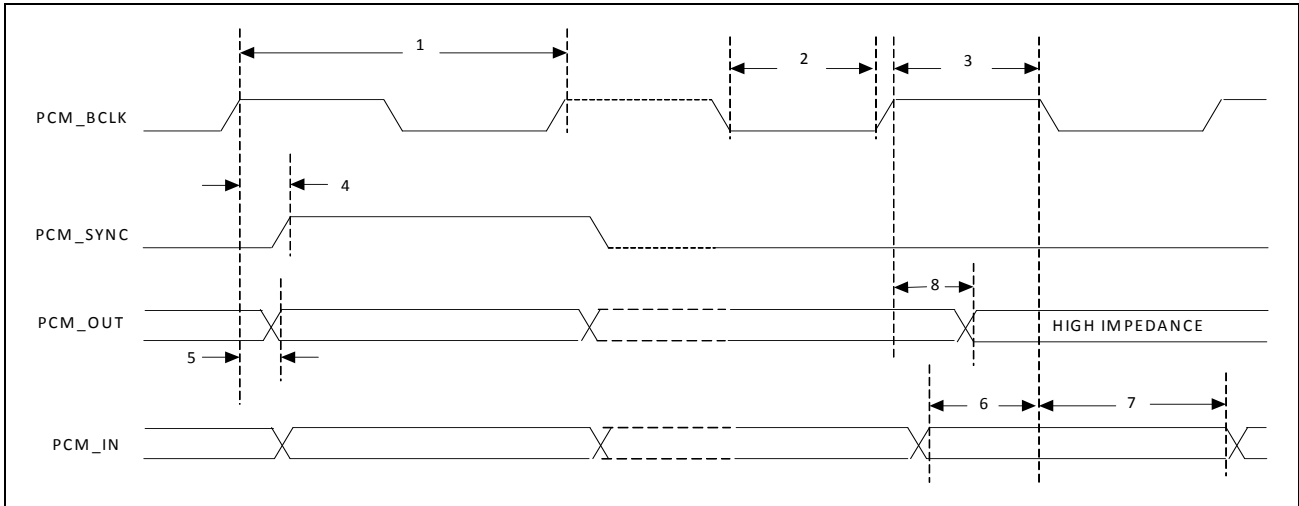 1
2
3
PCM_BCLK
4
PCM_SYNC
8
PCM_OUT
HIGH IMPEDANCE
5
6
7
PCM_IN